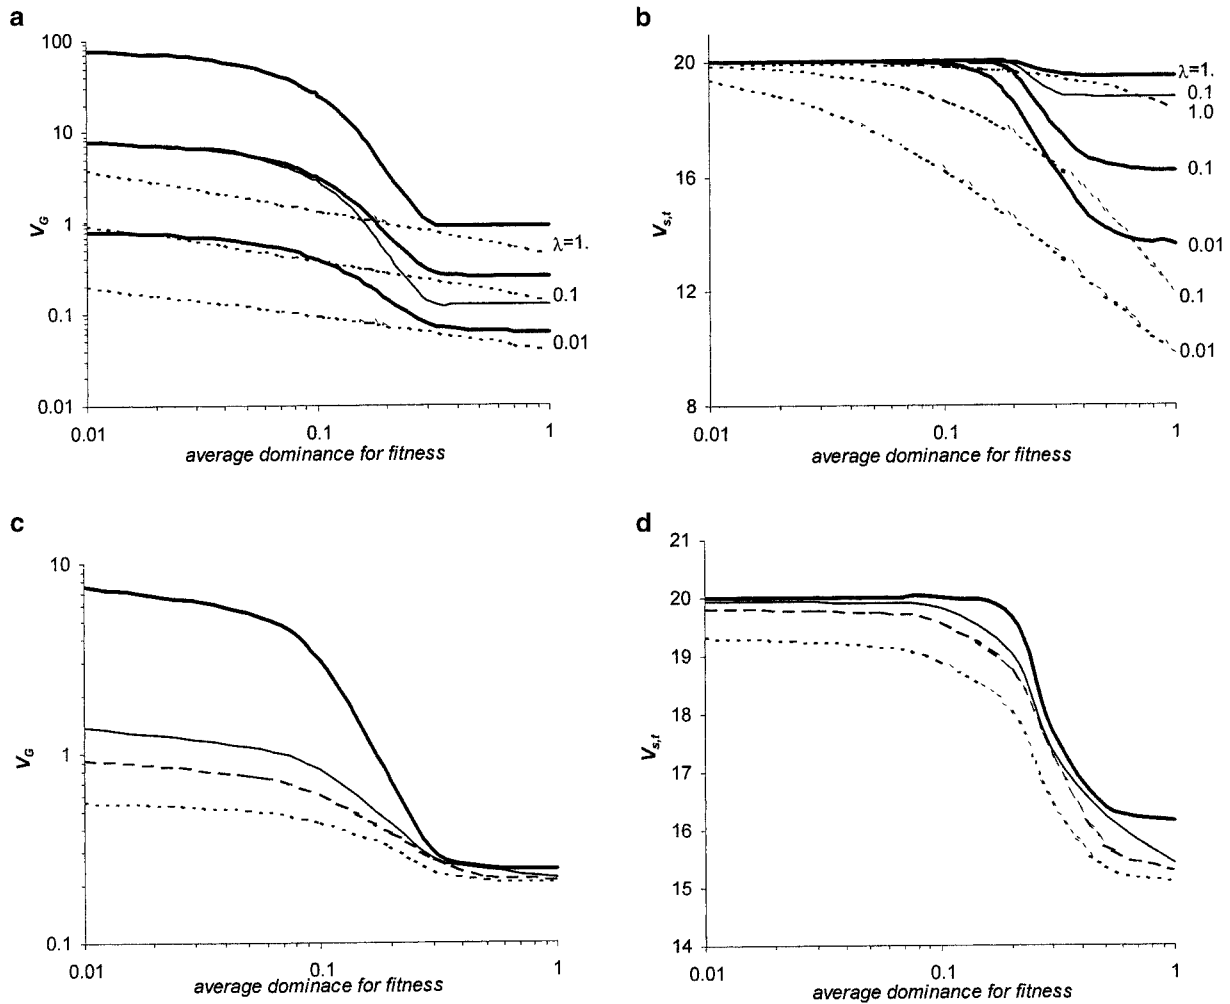 a
100
10
1
0.1
0.01
V_G
λ=1.
0.1
0.01
0.01
0.1
1
average dominance for fitness
b
20
16
12
8
V_s,t
λ=1.
0.1
1.0
0.1
0.01
0.1
0.01
0.01
0.1
1
average dominance for fitness
c
10
1
0.1
V_G
0.01
0.1
1
average dominace for fitness
d
21
20
19
18
17
16
15
14
V_s,t
0.01
0.1
1
average dominance for fitness